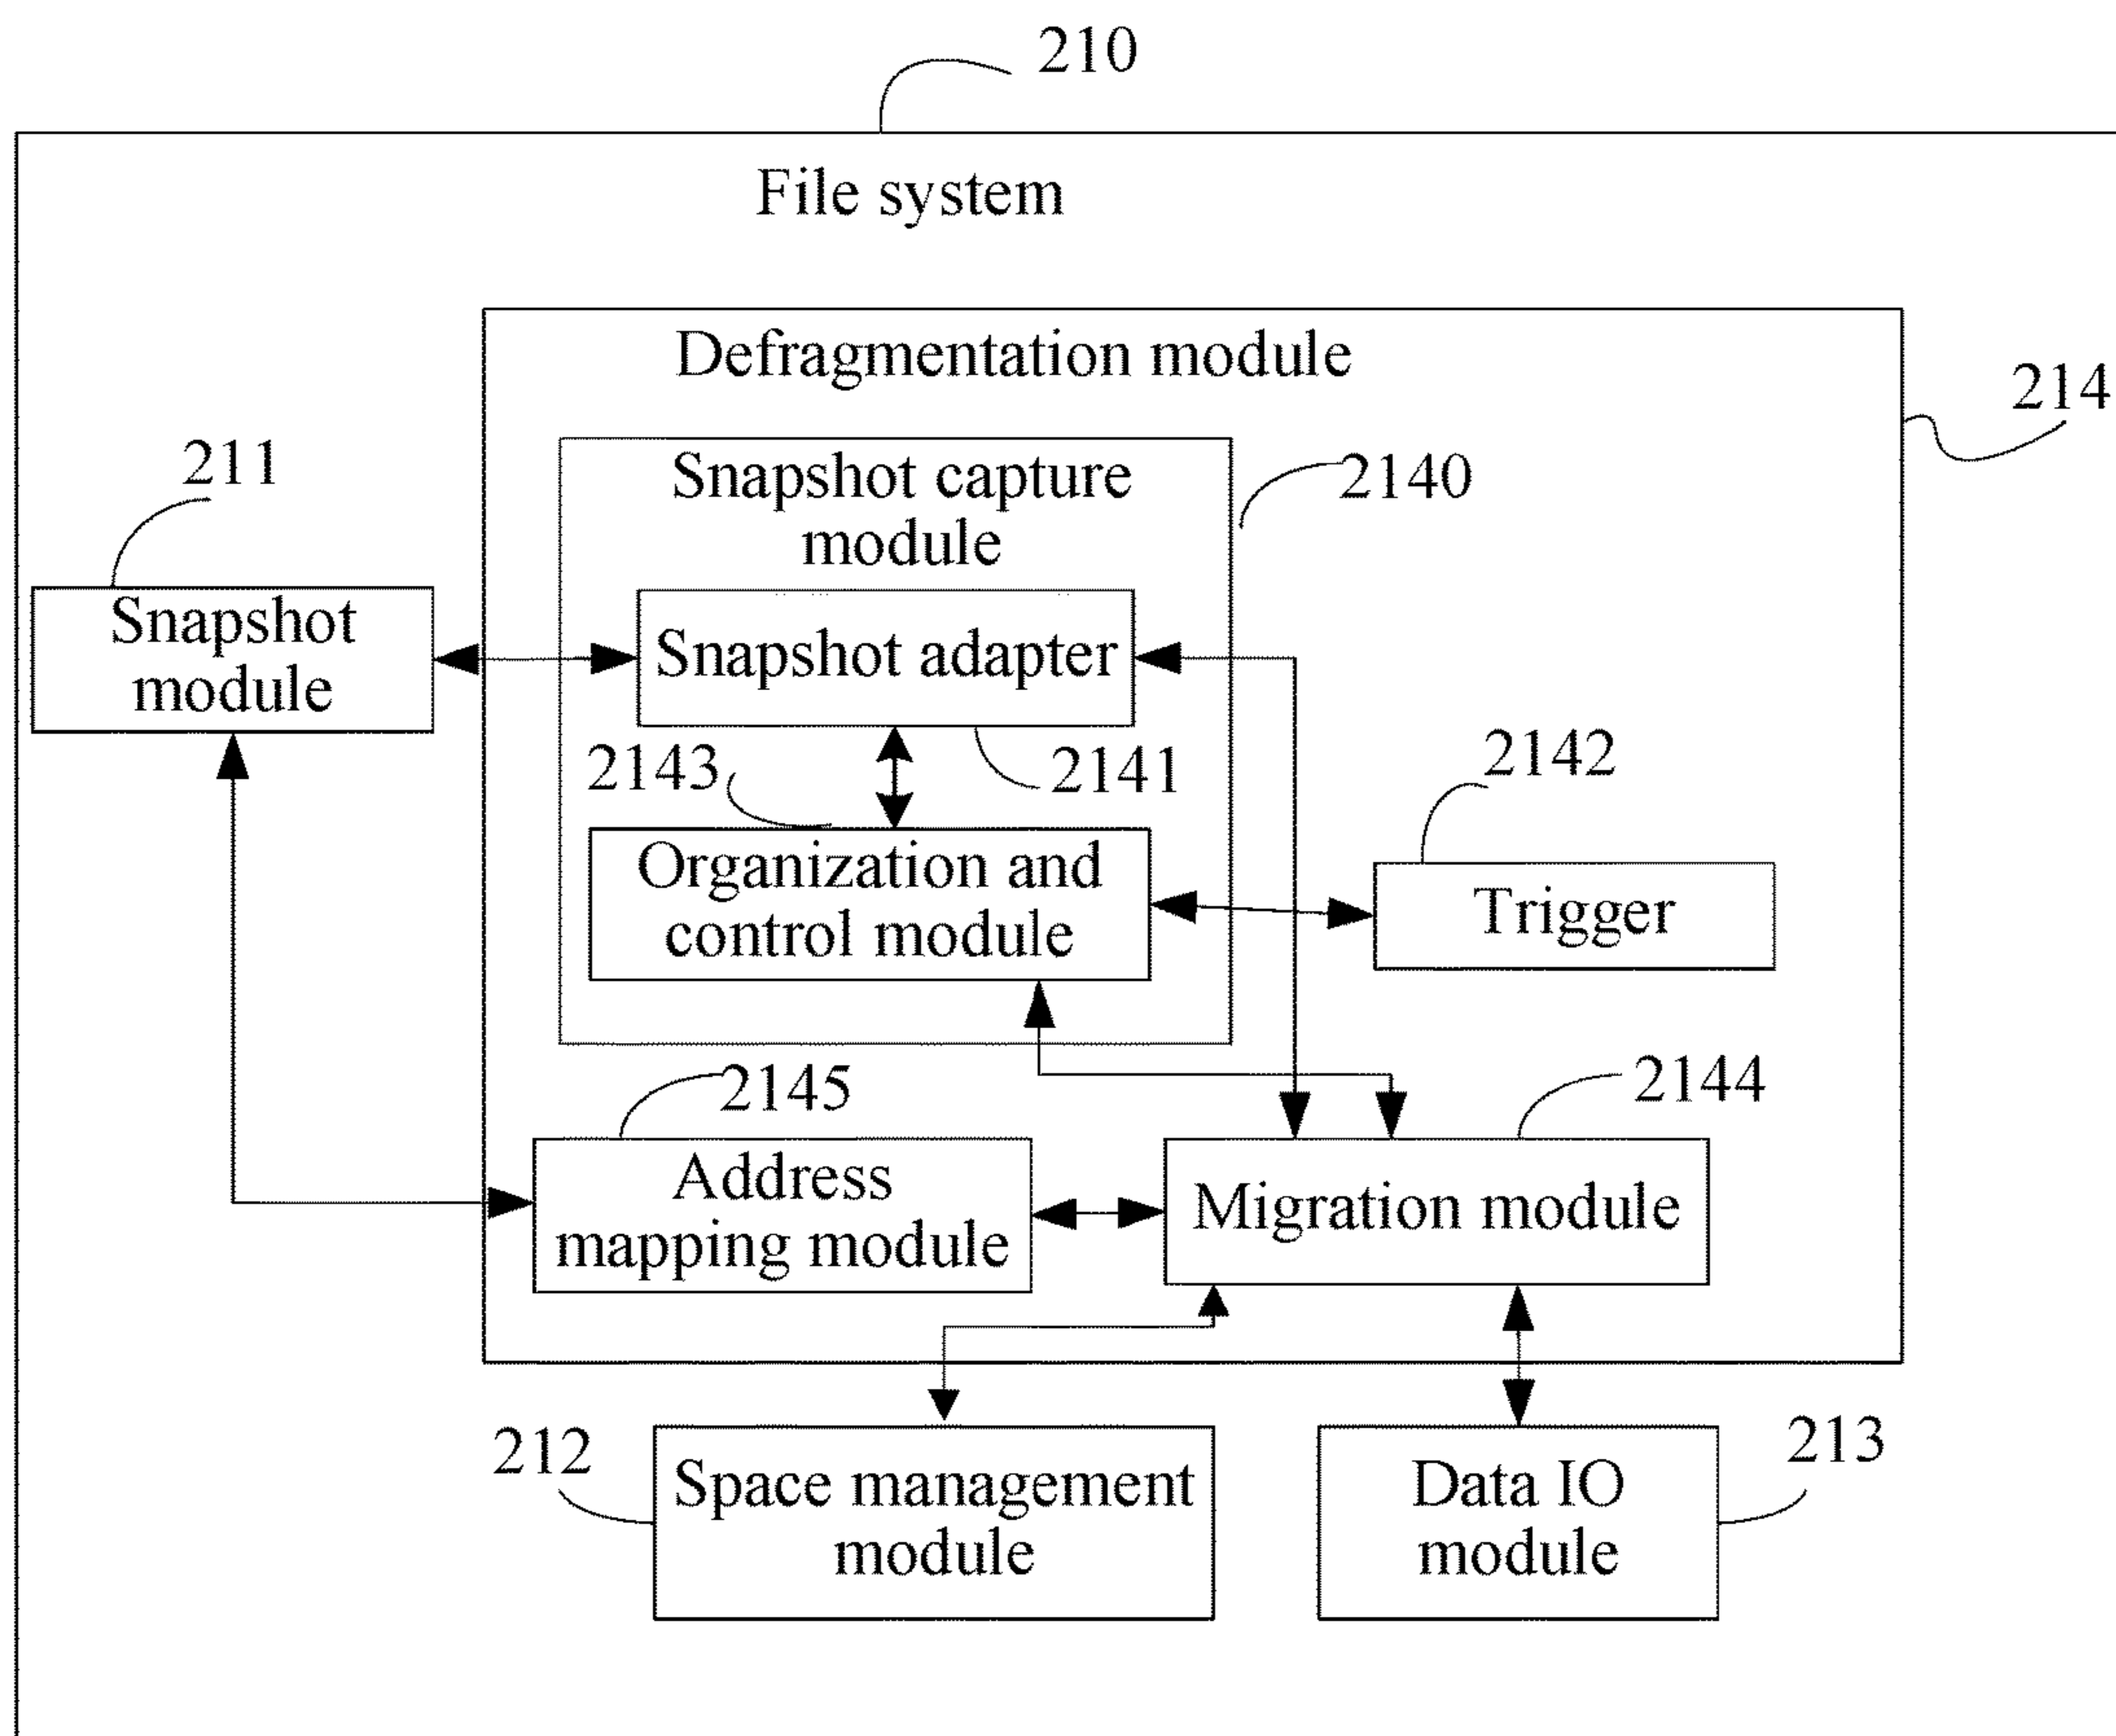 210
File system
Defragmentation module
214
211
Snapshot capture
module
2140
Snapshot
module
Snapshot adapter
2143
2141
2142
Organization and
control module
Trigger
2145
2144
Address
mapping module
Migration module
212
213
Space management
module
Data IO
module